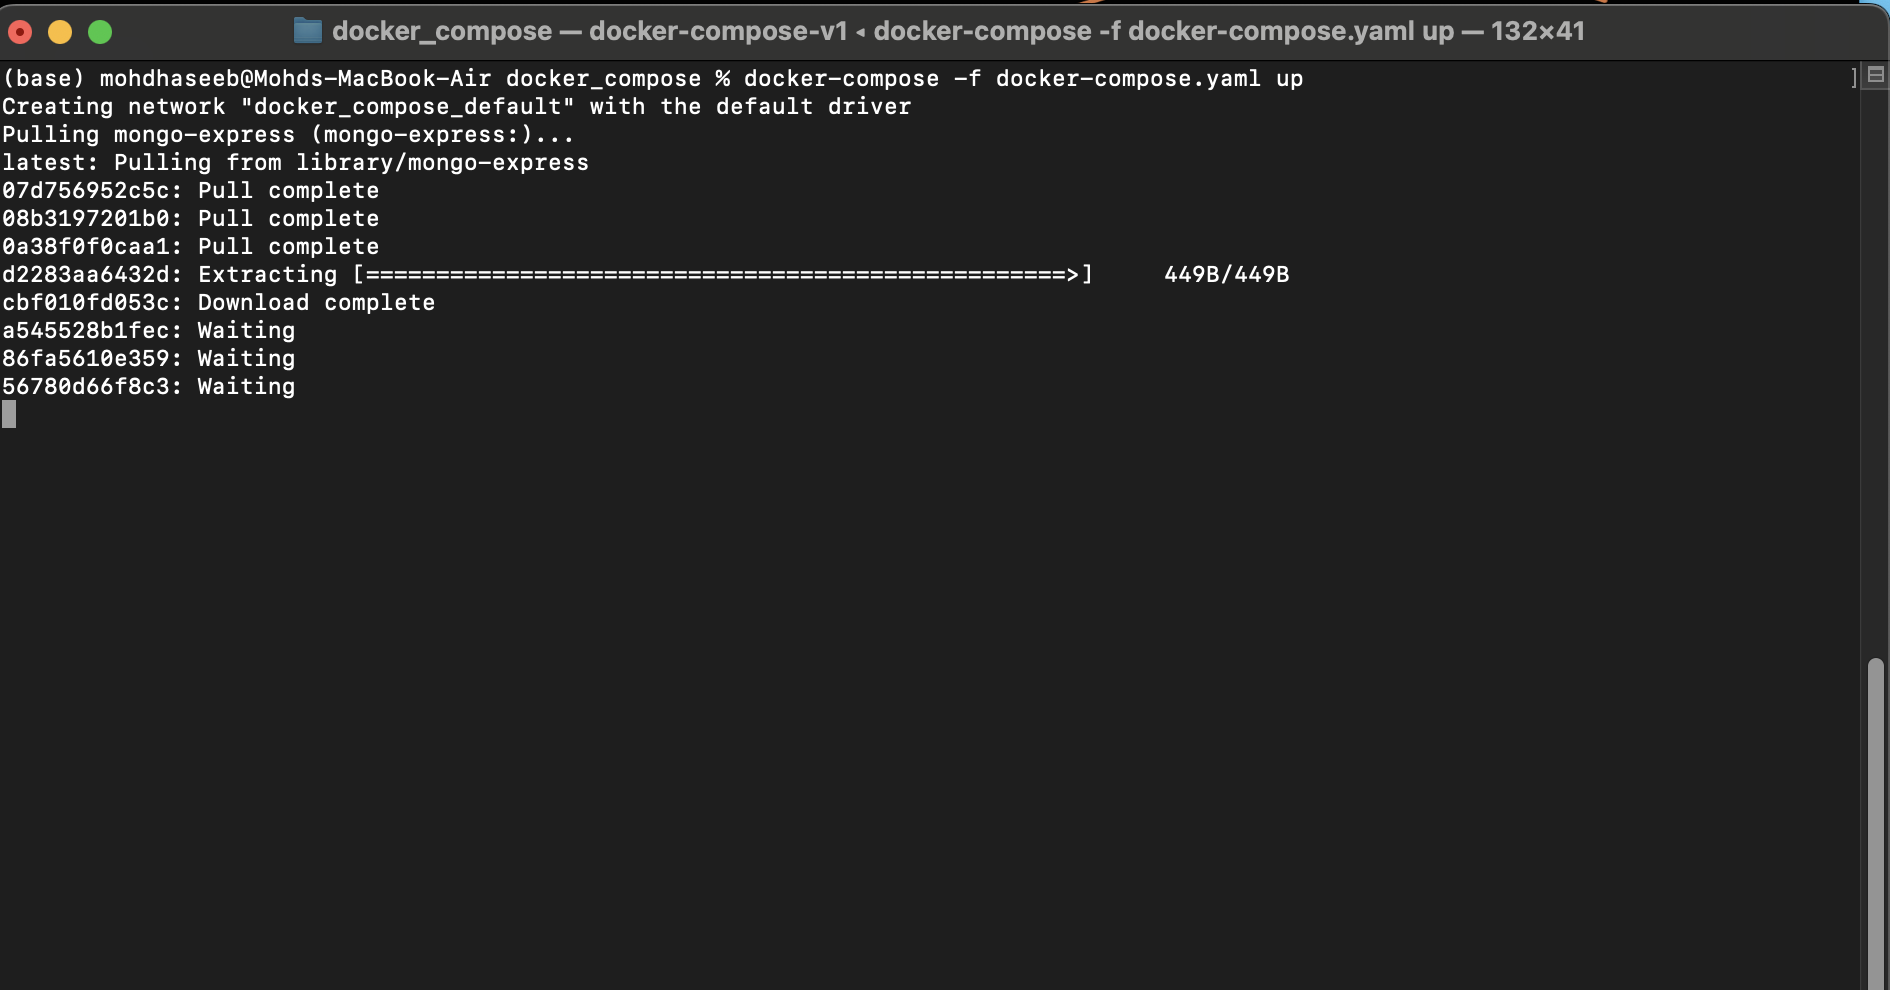 docker_compose — docker-compose-v1 ◂ docker-compose -f docker-compose.yaml up — 132×41
(base) mohdhaseeb@Mohds-MacBook-Air docker_compose % docker-compose -f docker-compose.yaml up ]
Creating network "docker_compose_default" with the default driver
Pulling mongo-express (mongo-express:)...
latest: Pulling from library/mongo-express
07d756952c5c: Pull complete
08b3197201b0: Pull complete
0a38f0f0caa1: Pull complete
d2283aa6432d: Extracting [==================================================>] 449B/449B
cbf010fd053c: Download complete
a545528b1fec: Waiting
86fa5610e359: Waiting
56780d66f8c3: Waiting